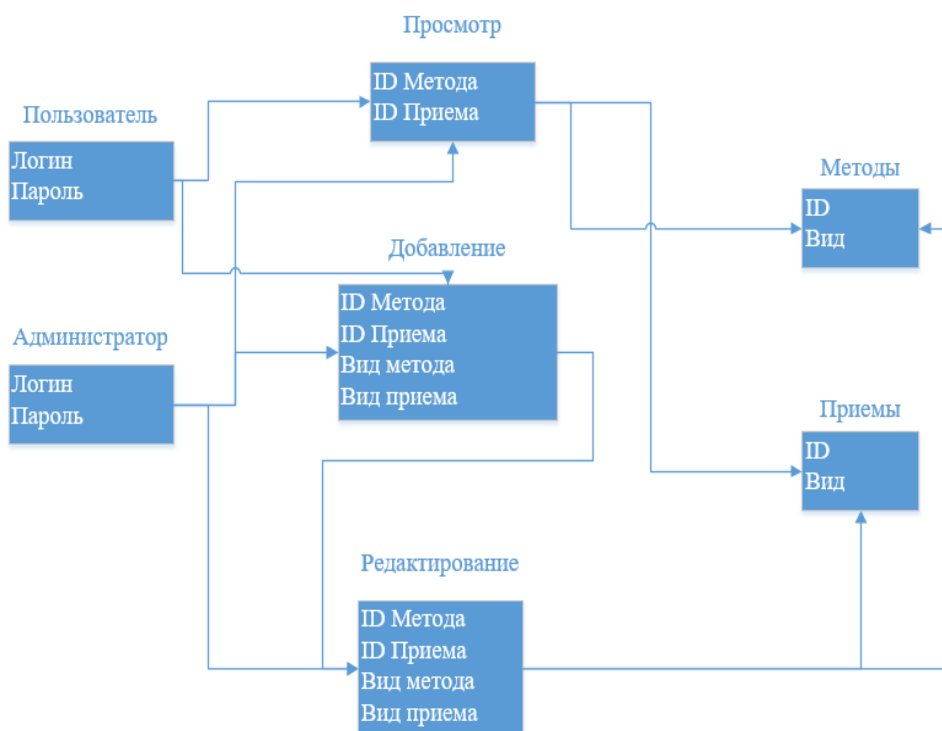 Просмотр
ID Метода
ID Приема
Пользователь
Логин
Пароль
Методы
ID
Вид
Добавление
ID Метода
ID Приема
Вид метода
Вид приема
Администратор
Логин
Пароль
Приемы
ID
Вид
Редактирование
ID Метода
ID Приема
Вид метода
Вид приема